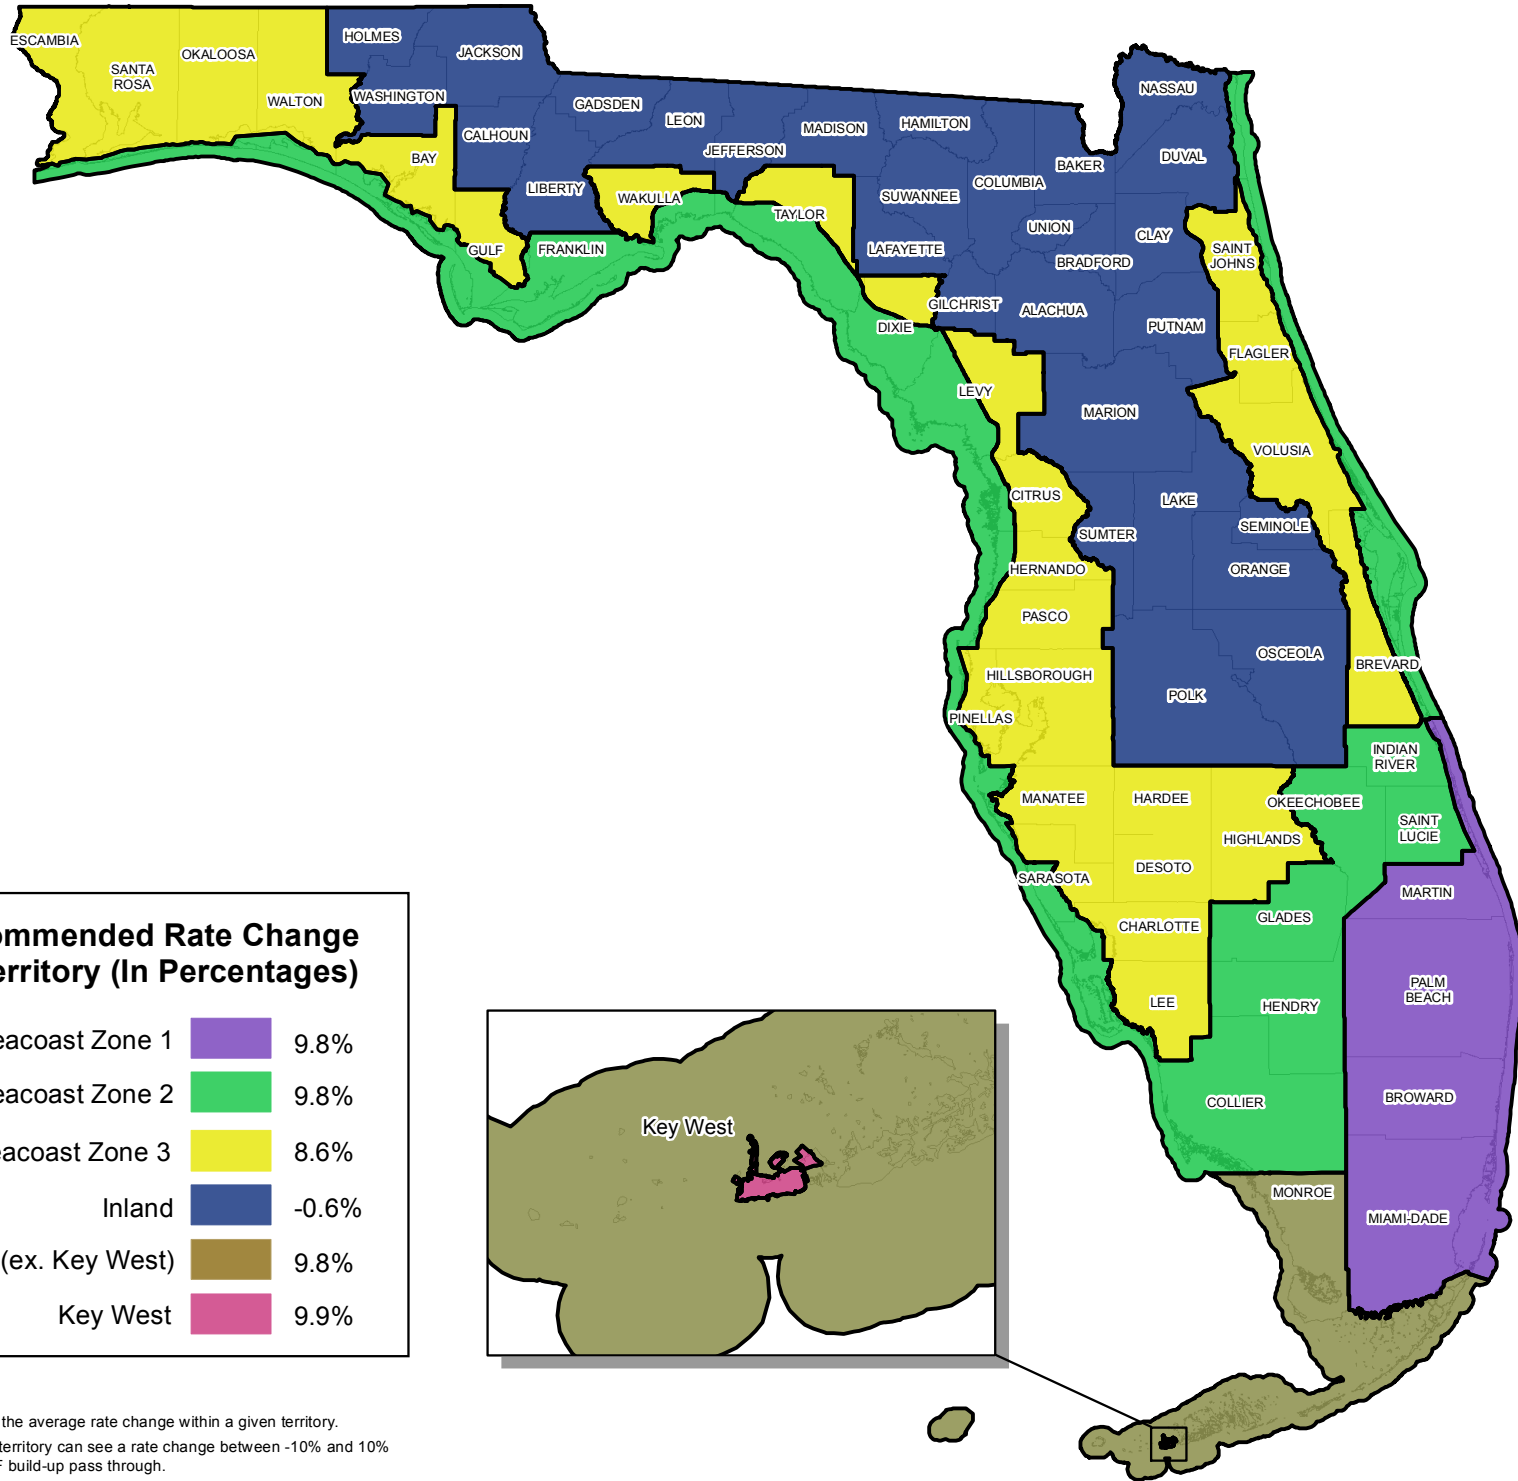 ESCAMBIA
SANTA
ROSA
OKALOOSA
WALTON
HOLMES
JACKSON
WASHINGTON
BAY
CALHOUN
GULF
GADSDEN
LIBERTY
FRANKLIN
LEON
WAKULLA
JEFFERSON
MADISON
TAYLOR
HAMILTON
SUWANNEE
LAFAYETTE
DIXIE
COLUMBIA
GILCHRIST
BAKER
UNION
BRADFORD
ALACHUA
NASSAU
DUVAL
CLAY
SAINT
JOHNS
PUTNAM
FLAGLER
LEVY
MARION
VOLUSIA
CITRUS
LAKE
SUMTER
SEMINOLE
HERNANDO
ORANGE
PASCO
OSCEOLA
BREVARD
HILLSBOROUGH
POLK
PINELLAS
INDIAN
RIVER
MANATEE
HARDEE
OKEECHOBEE
SAINT
LUCIE
HIGHLANDS
SARASOTA
DESOTO
MARTIN
GLADES
CHARLOTTE
PALM
BEACH
LEE
HENDRY
COLLIER
BROWARD
MONROE
MIAMI-DADE
Key West
ommended Rate Change
erritory (In Percentages)
eacoast Zone 1 9.8%
eacoast Zone 2 9.8%
eacoast Zone 3 8.6%
Inland -0.6%
(ex. Key West) 9.8%
Key West 9.9%
the average rate change within a given territory.
territory can see a rate change between -10% and 10%
build-up pass through.